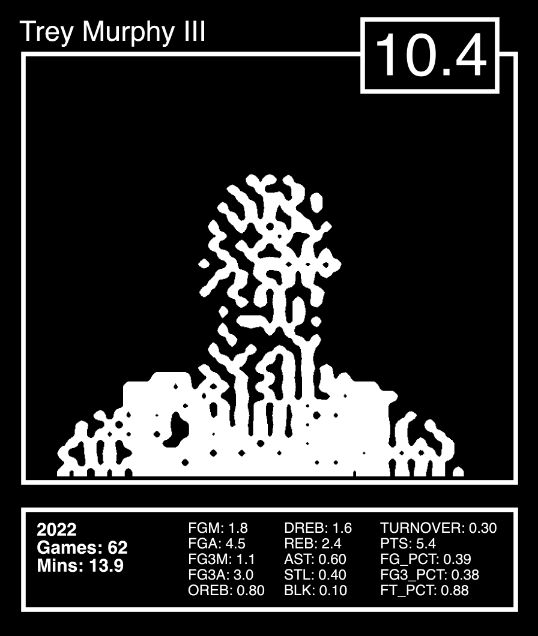 Trey Murphy III
10.4
2022
Games: 62
Mins: 13.9
FGM: 1.8
FGA: 4.5
FG3M: 1.1
FG3A: 3.0
OREB: 0.80
DREB: 1.6
REB: 2.4
AST: 0.60
STL: 0.40
BLK: 0.10
TURNOVER: 0.30
PTS: 5.4
FG_PCT: 0.39
FG3_PCT: 0.38
FT_PCT: 0.88